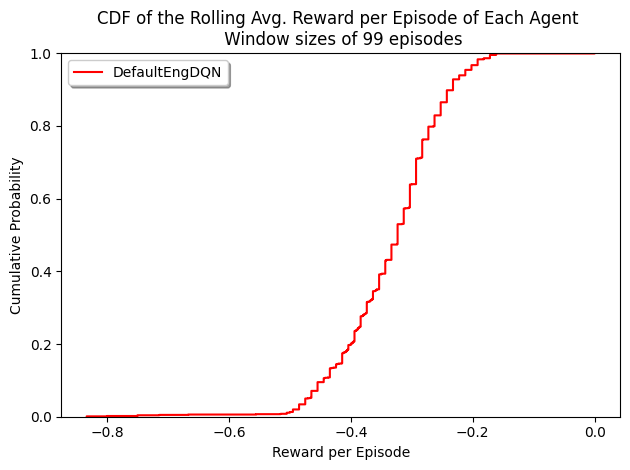 CDF of the Rolling Avg. Reward per Episode of Each Agent
Window sizes of 99 episodes
DefaultEngDQN
1.0
0.8
0.6
0.4
0.2
0.0
Cumulative Probability
−0.8
−0.6
−0.4
−0.2
0.0
Reward per Episode